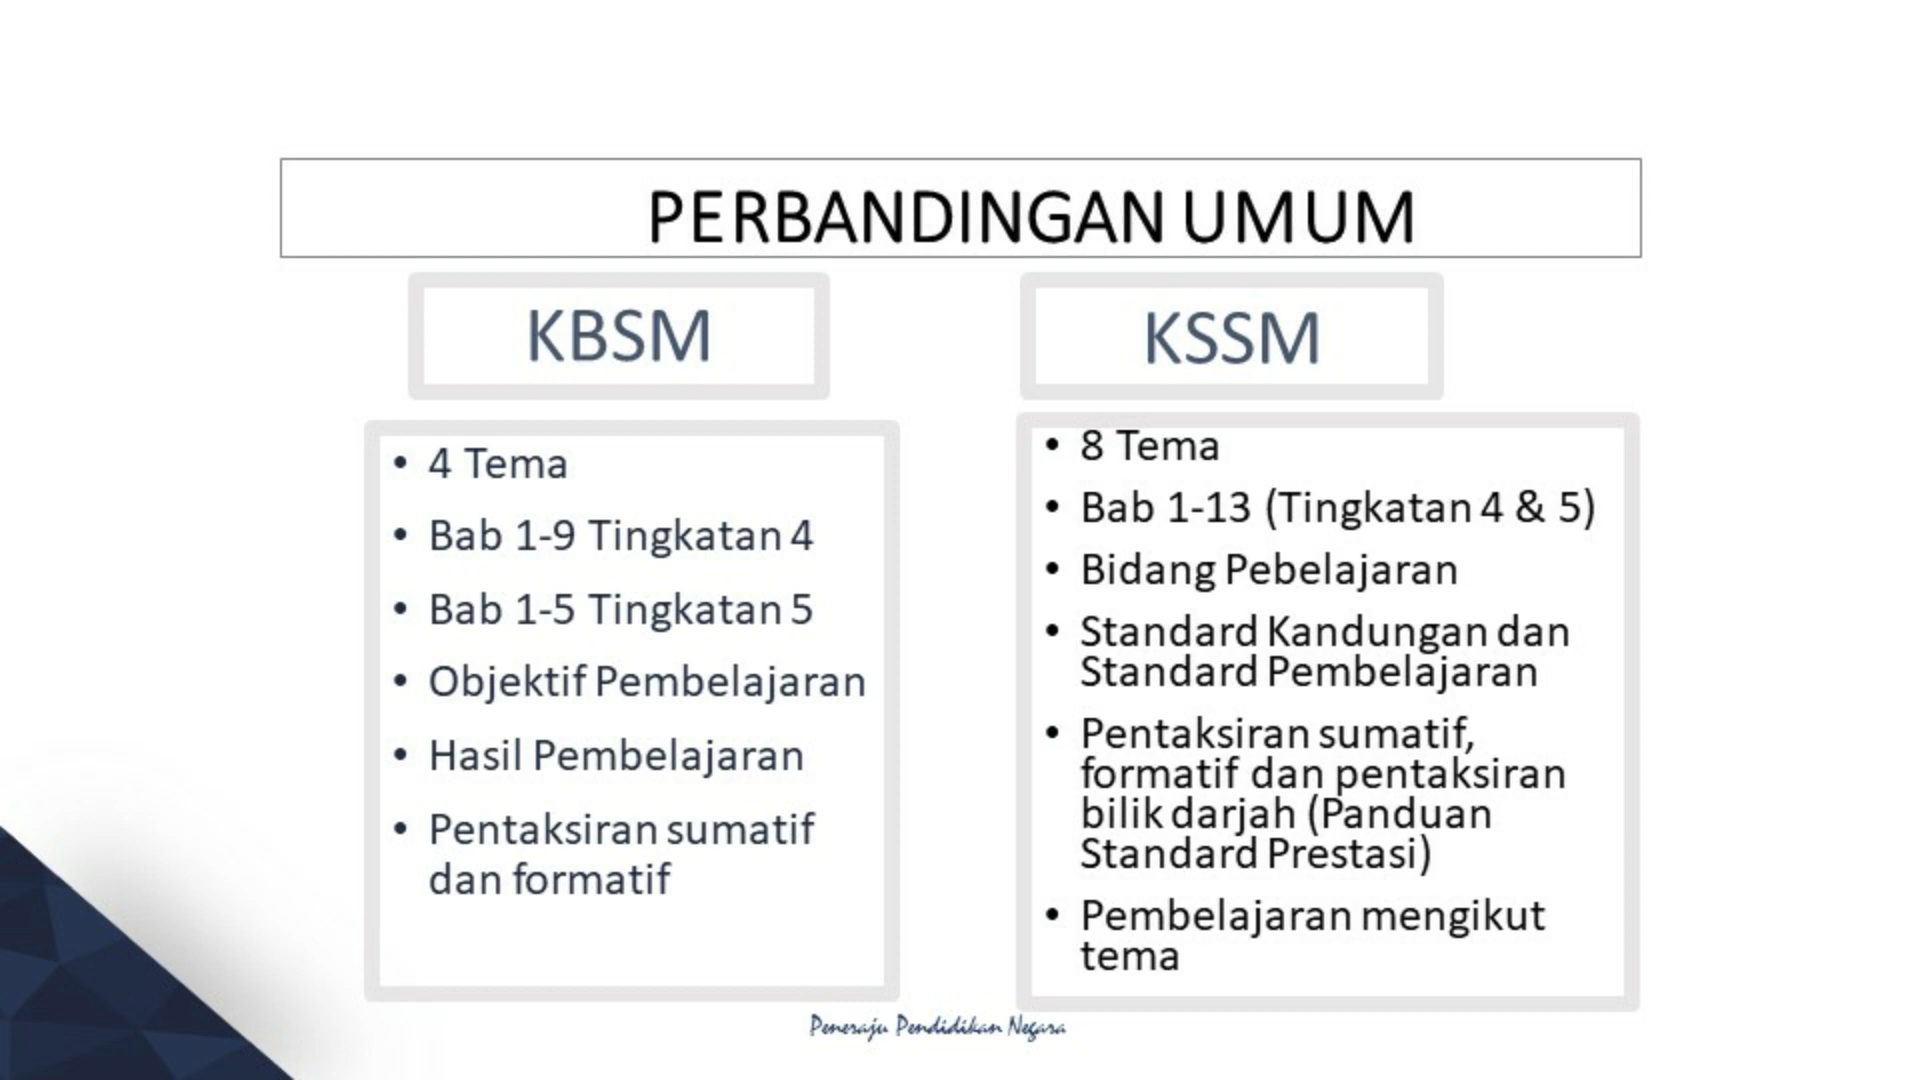 PERBANDINGAN UMUM
KBSM
• 4 Tema
• Bab 1-9 Tingkatan 4
• Bab 1-5 Tingkatan 5
• Objektif Pembelajaran
• Hasil Pembelajaran
• Pentaksiran sumatif
dan formatif
KSSM
• 8 Tema
• Bab 1-13 (Tingkatan 4 & 5)
• Bidang Pebelajaran
• Standard Kandungan dan
Standard Pembelajaran
• Pentaksiran sumatif,
formatif dan pentaksiran
bilik darjah (Panduan
Standard Prestasi)
• Pembelajaran mengikut
tema
Peneraju Pendidikan Negara